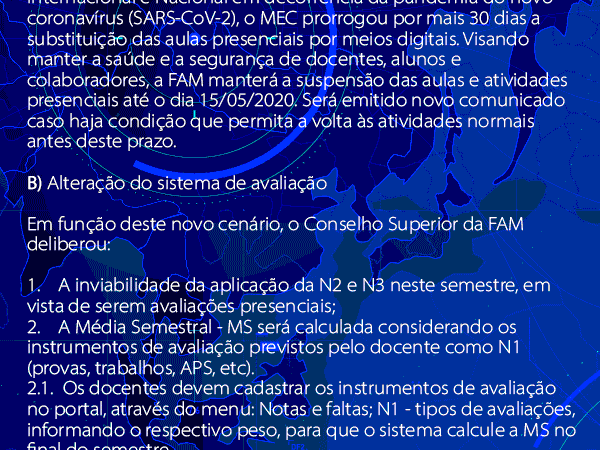 Internacional e Nacional em decorrência da pandemia do novo
coronavírus (SARS-CoV-2), o MEC prorrogou por mais 30 dias a
substituição das aulas presenciais por meios digitais. Visando
manter a saúde e a segurança de docentes, alunos e
colaboradores, a FAM manterá a suspensão das aulas e atividades
presenciais até o dia 15/05/2020. Será emitido novo comunicado
caso haja condição que permita a volta às atividades normais
antes deste prazo.
B) Alteração do sistema de avaliação
Em função deste novo cenário, o Conselho Superior da FAM
deliberou:
1. A inviabilidade da aplicação da N2 e N3 neste semestre, em
vista de serem avaliações presenciais;
2. A Média Semestral - MS será calculada considerando os
instrumentos de avaliação previstos pelo docente como N1
(provas, trabalhos, APS, etc).
2.1. Os docentes devem cadastrar os instrumentos de avaliação
no portal, através do menu: Notas e faltas; N1 - tipos de avaliações,
informando o respectivo peso, para que o sistema calcule a MS no
final do semestre